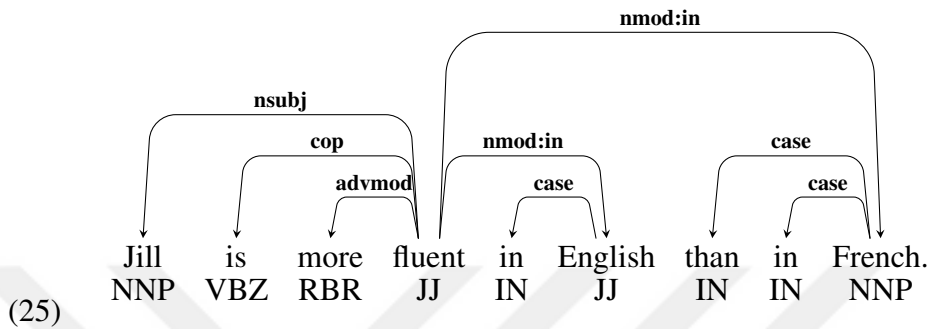 nmod:in
nsubj
cop nmod:in case
advmod case case
Jill is more fluent in English than in French.
NNP VBZ RBR JJ IN JJ IN IN NNP
(25)